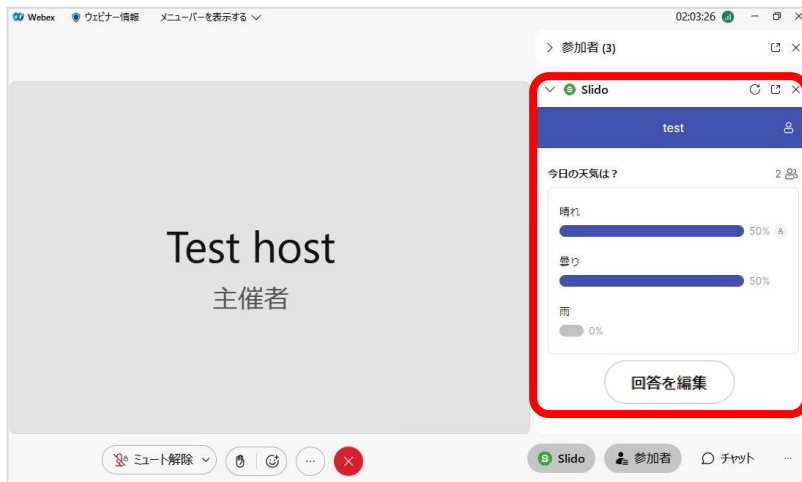 Webex ウェビナー情報 メニューバーを表示する 02:03:26
参加者 (3)
Slido
test
今日の天気は？ 2
晴れ
50%
曇り
50%
雨
0%
回答を編集
Test host
主催者
ミュート解除
Slido 参加者 チャット